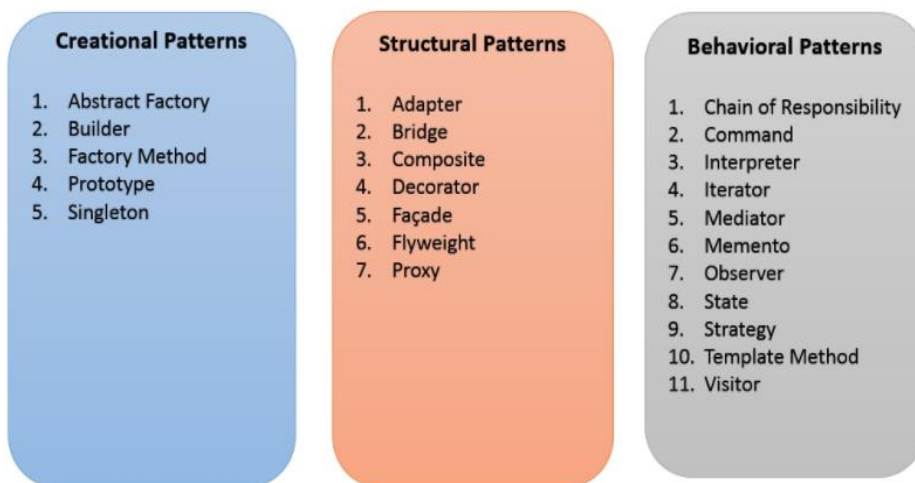 Creational Patterns
1. Abstract Factory
2. Builder
3. Factory Method
4. Prototype
5. Singleton
Structural Patterns
1. Adapter
2. Bridge
3. Composite
4. Decorator
5. Façade
6. Flyweight
7. Proxy
Behavioral Patterns
1. Chain of Responsibility
2. Command
3. Interpreter
4. Iterator
5. Mediator
6. Memento
7. Observer
8. State
9. Strategy
10. Template Method
11. Visitor